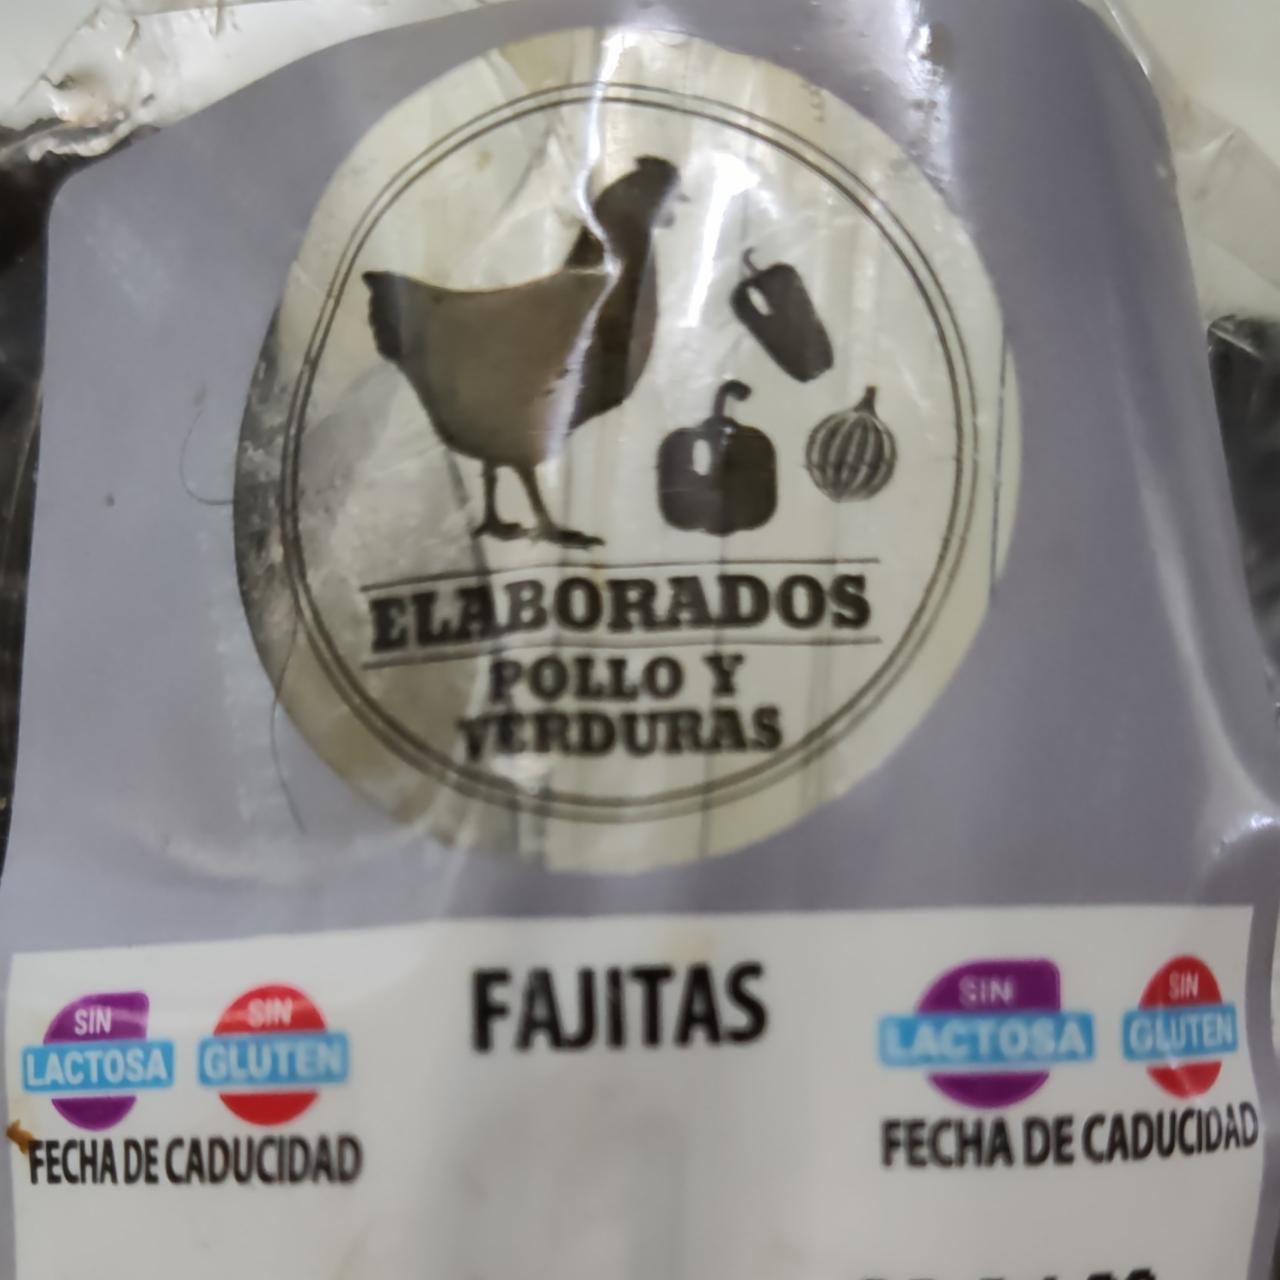 ELABORADOS
POLLO Y
VERDURAS
FAJITAS
SIN
LACTOSA
SIN
GLUTEN
SIN
LACTOSA
SIN
GLUTEN
FECHA DE CADUCIDAD
FECHA DE CADUCIDAD